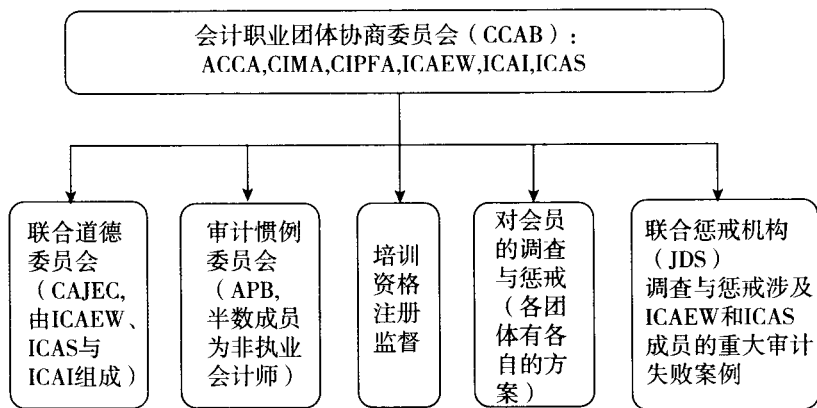 会计职业团体协商委员会（CCAB）：
ACCA,CIMA,CIPFA,ICAEW,ICAI,ICAS
联合道德
委员会
（CAJEC,
由ICAEW、
ICAS与
ICAI组成）
审计惯例
委员会
（APB,
半数成员
为非执业
会计师）
培训
资格
注册
监督
对会员
的调查
与惩戒
（各团
体有各
自的方
案）
联合惩戒机构
（JDS）
调查与惩戒涉及
ICAEW和ICAS
成员的重大审计
失败案例